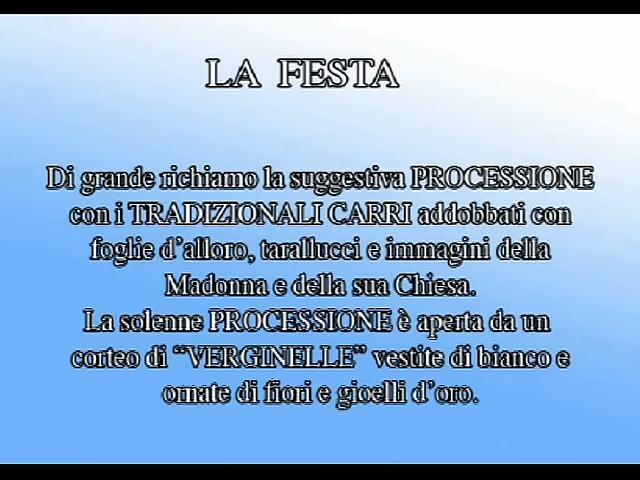 LA FESTA
Di grande richiamo la suggestiva PROCESSIONE
con i TRADIZIONALI CARRI addobbati con
foglie d'alloro, tarallucci e immagini della
Madonna e della sua Chiesa.
La solenne PROCESSIONE è aperta da un
corteo di “VERGINELLE” vestite di bianco e
ornate di fiori e gioelli d'oro.